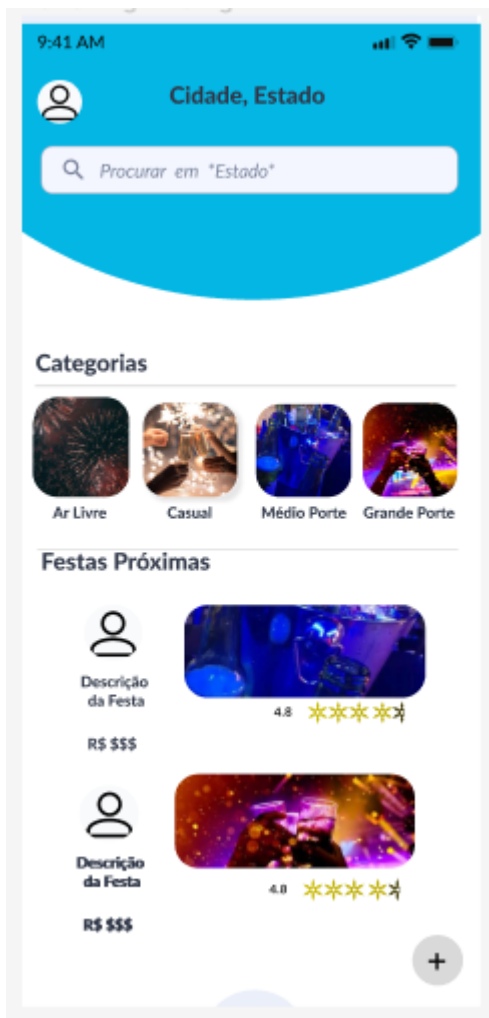 9:41 AM
Cidade, Estado
Procurar em "Estado"
Categorias
Ar Livre
Casual
Médio Porte
Grande Porte
Festas Próximas
Descrição
da Festa
4.8
R$ $$$
Descrição
da Festa
4.8
R$ $$$
+